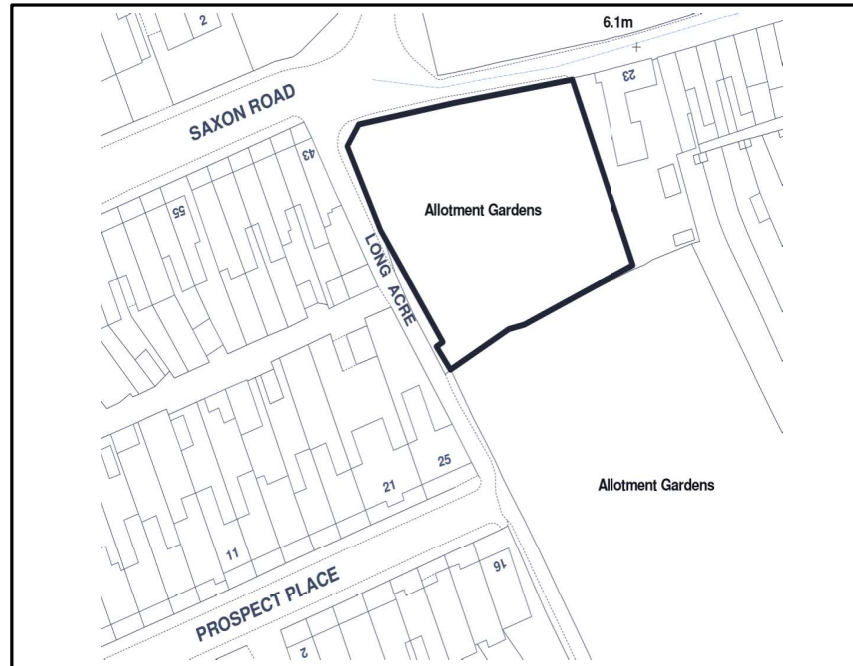 2
6.1m
23
SAXON ROAD
43
55
Allotment Gardens
LONG ACRE
25
21
Allotment Gardens
11
16
PROSPECT PLACE
2